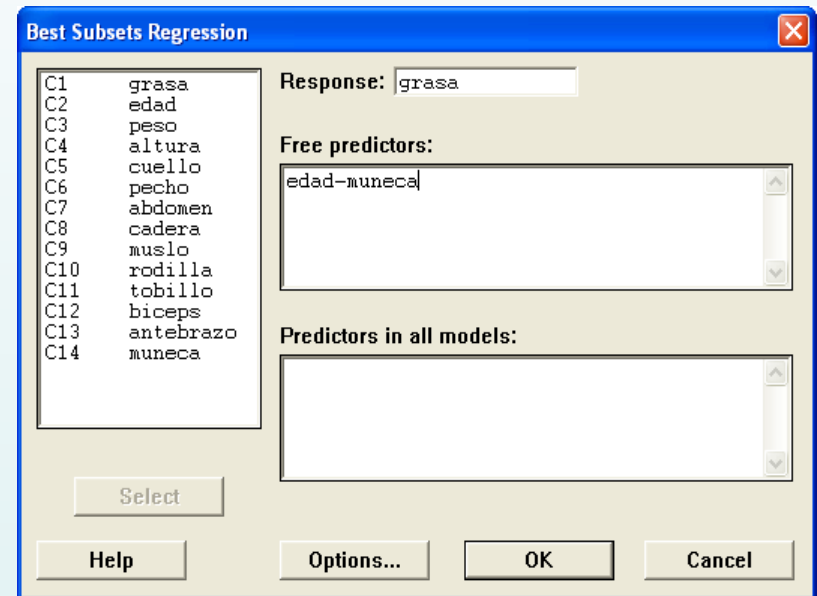 Best Subsets Regression
C1 grasa
C2 edad
C3 peso
C4 altura
C5 cuello
C6 pecho
C7 abdomen
C8 cadera
C9 muslo
C10 rodilla
C11 tobillo
C12 biceps
C13 antebrazo
C14 muneca
Response: grasa
Free predictors:
edad-muneca
Predictors in all models:
Select
Help
Options...
OK
Cancel